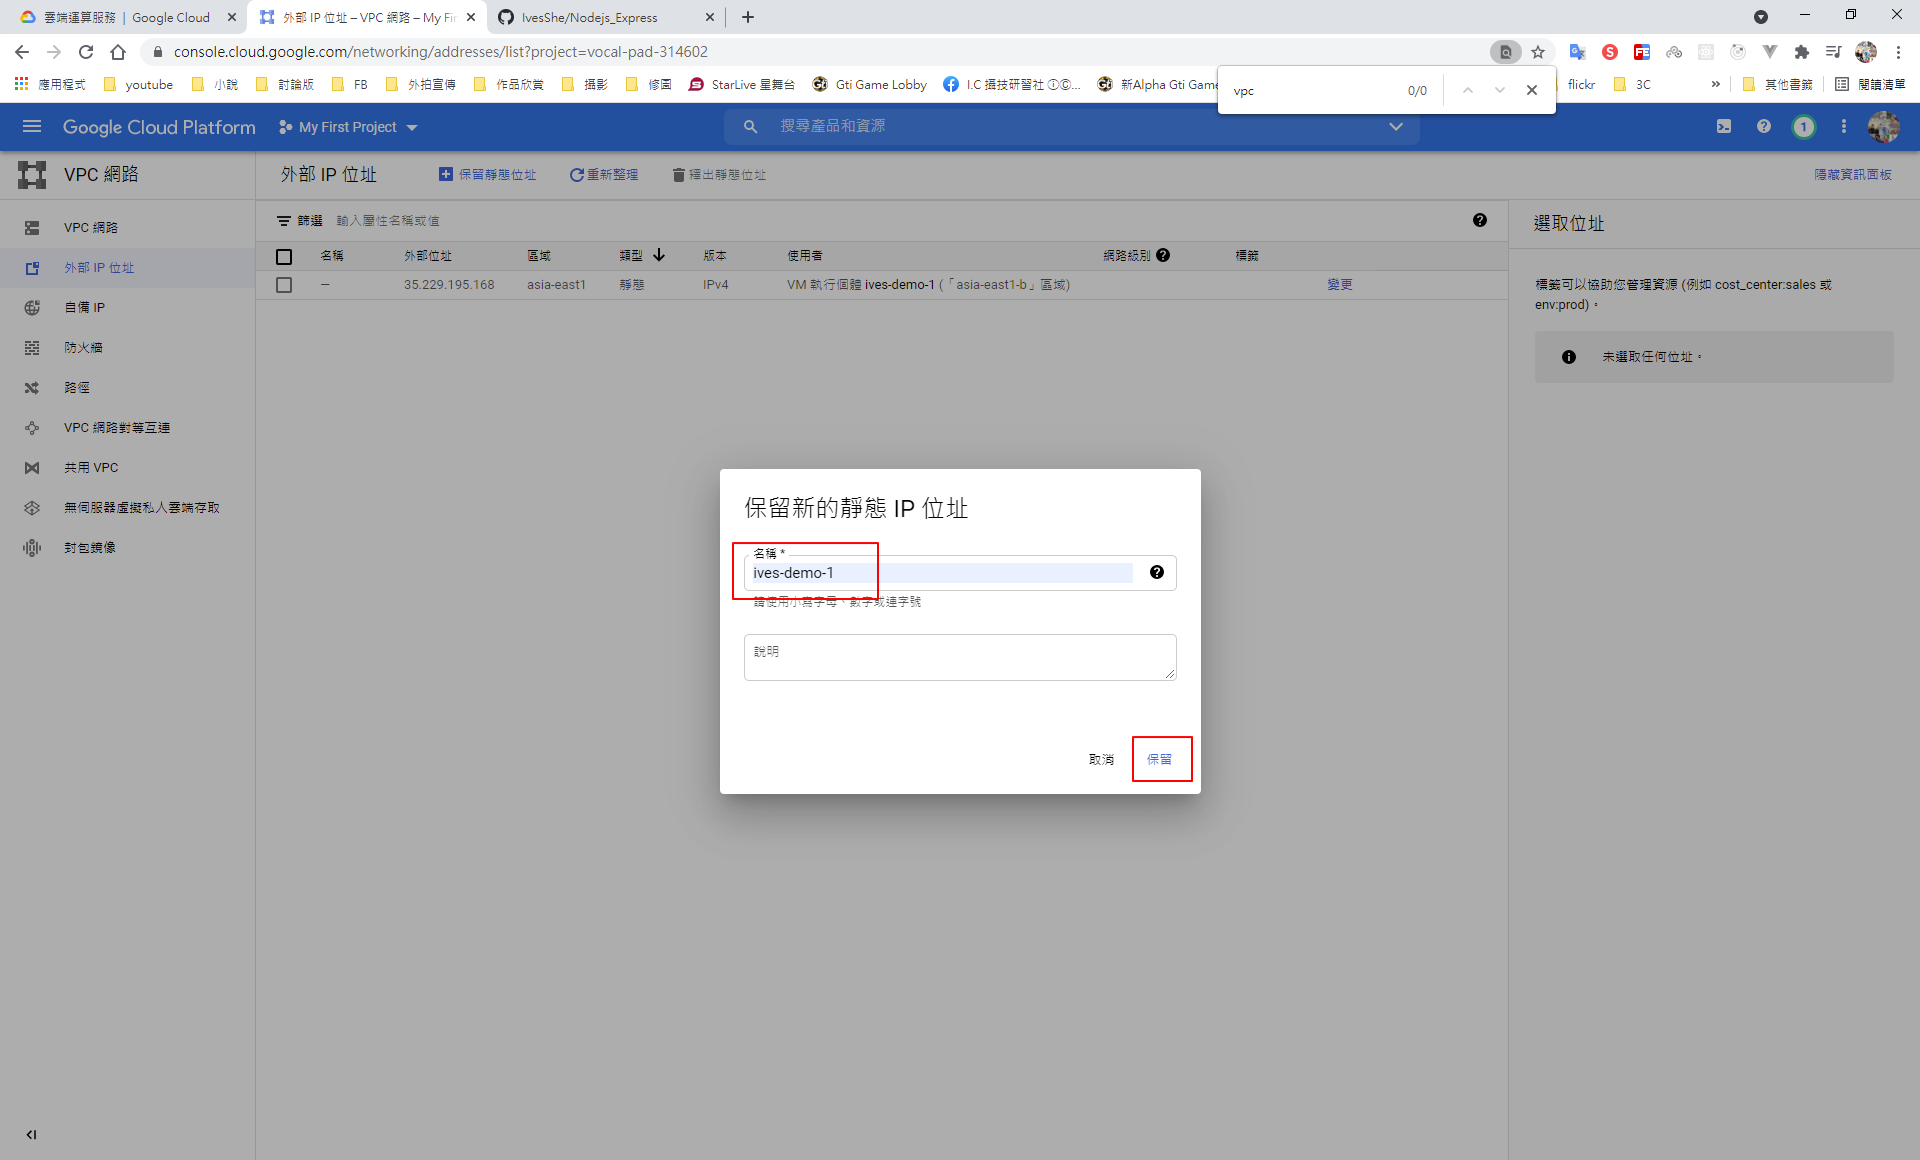 雲端運算服務 | Google Cloud
外部 IP 位址 – VPC 網路 – My Fir
IvesShe/Nodejs_Express
console.cloud.google.com/networking/addresses/list?project=vocal-pad-314602
應用程式
youtube
小說
討論版
FB
外拍宣傳
作品欣賞
攝影
修圖
StarLive 星舞台
Gti Game Lobby
I.C 攝技研習社 ⒾⒸ...
新Alpha Gti Game
flickr
3C
»
其他書籤
閱讀清單
vpc
0/0
Google Cloud Platform
My First Project
搜尋產品和資源
1
VPC 網路
外部 IP 位址
保留靜態位址
重新整理
釋出靜態位址
隱藏資訊面板
VPC 網路
外部 IP 位址
自備 IP
防火牆
路徑
VPC 網路對等互連
共用 VPC
無伺服器虛擬私人雲端存取
封包鏡像
篩選
輸入屬性名稱或值
名稱
外部位址
區域
類型
版本
使用者
網路級別
標籤
—
35.229.195.168
asia-east1
靜態
IPv4
VM 執行個體 ives-demo-1 (「asia-east1-b」區域)
變更
選取位址
標籤可以協助您管理資源 (例如 cost_center:sales 或
env:prod)。
未選取任何位址。
保留新的靜態 IP 位址
名稱 *
ives-demo-1
請使用小寫字母、數字或連字號
說明
取消
保留